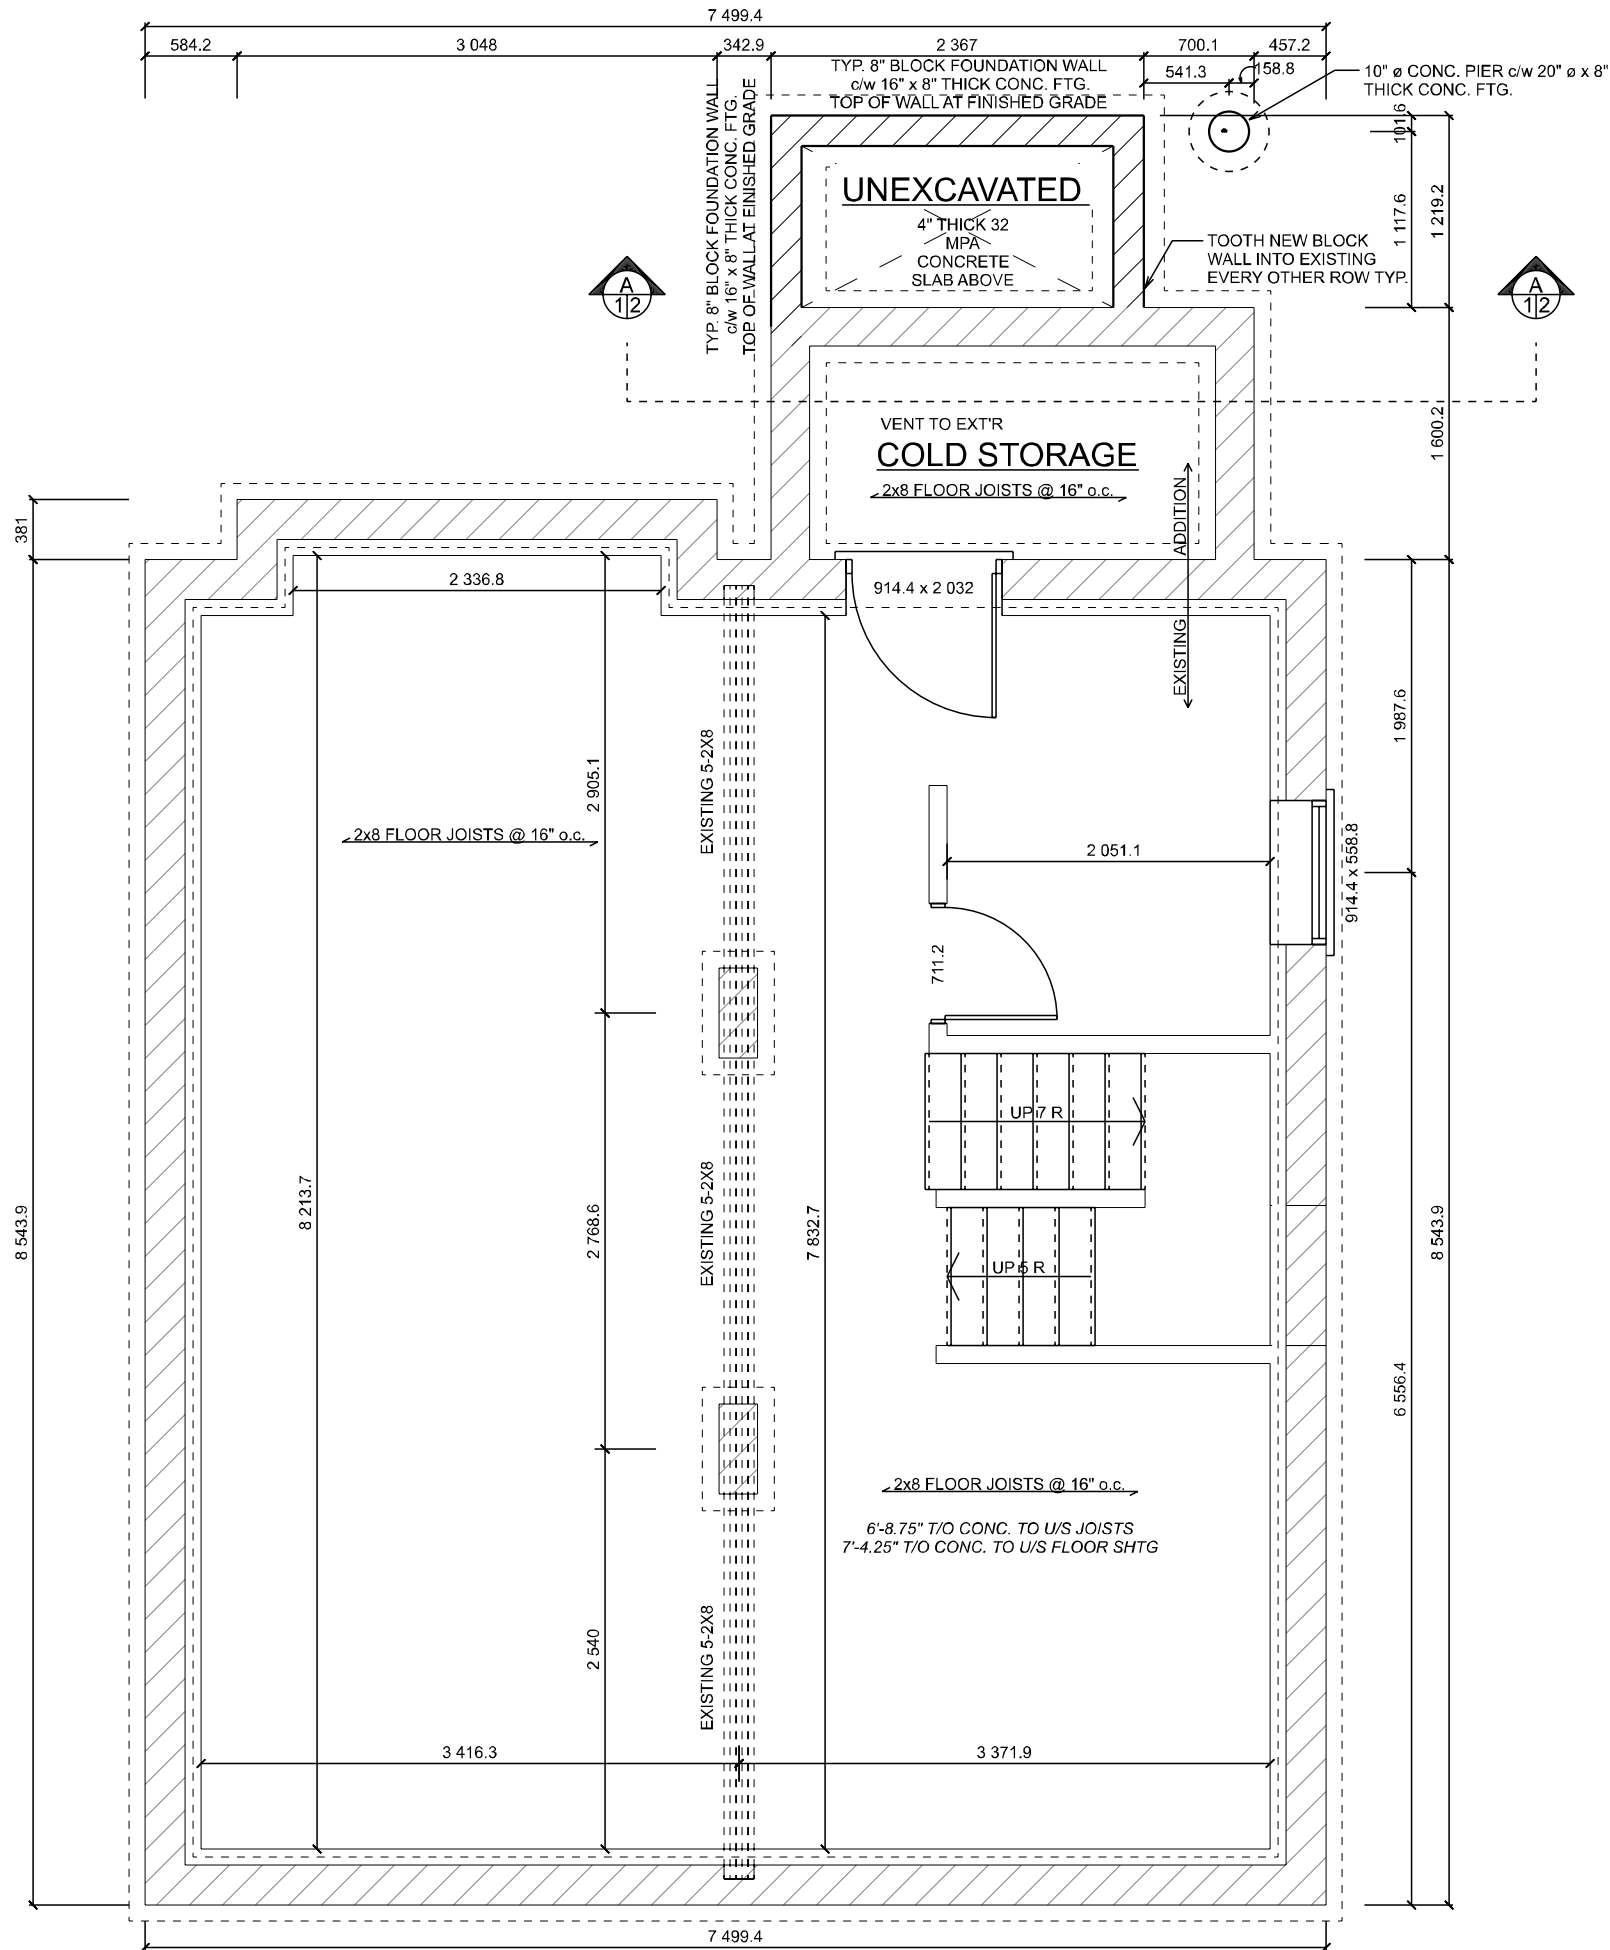 7 499.4
584.2
3 048
342.9
2 367
700.1
457.2
541.3
158.8
TYP. 8" BLOCK FOUNDATION WALL
c/w 16" x 8" THICK CONC. FTG.
TOP OF WALL AT FINISHED GRADE
10" ø CONC. PIER c/w 20" ø x 8"
THICK CONC. FTG.
TYP. 8" BLOCK FOUNDATION WALL
c/w 16" x 8" THICK CONC. FTG.
TOP OF WALL AT FINISHED GRADE
101.6
1 117.6
1 219.2
UNEXCAVATED
4" THICK 32
MPA
CONCRETE
SLAB ABOVE
TOOTH NEW BLOCK
WALL INTO EXISTING
EVERY OTHER ROW TYP.
A
1 2
A
1 2
1 600.2
VENT TO EXT'R
COLD STORAGE
2x8 FLOOR JOISTS @ 16" o.c.
ADDITION
EXISTING
381
2 336.8
914.4 x 2 032
1 987.6
2 905.1
EXISTING 5-2X8
2x8 FLOOR JOISTS @ 16" o.c.
2 051.1
914.4 x 558.8
711.2
UP 7 R
8 543.9
8 213.7
2 768.6
EXISTING 5-2X8
7 832.7
8 543.9
UP 5 R
6 556.4
2x8 FLOOR JOISTS @ 16" o.c.
6'-8.75" T/O CONC. TO U/S JOISTS
7'-4.25" T/O CONC. TO U/S FLOOR SHTG
2 540
EXISTING 5-2X8
3 416.3
3 371.9
7 499.4